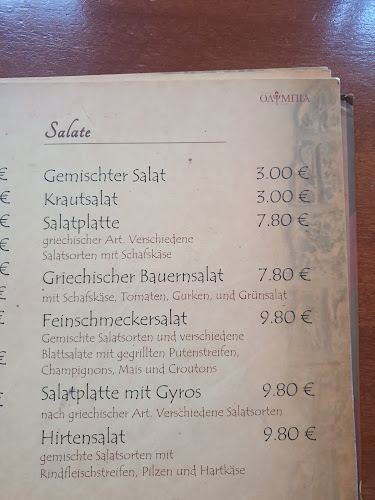 ΟΛΥΜΠΙΑ
Salate
Gemischter Salat 3.00 €
Krautsalat 3.00 €
Salatplatte 7.80 €
griechischer Art. Verschiedene
Salatsorten mit Schafskäse
Griechischer Bauernsalat 7.80 €
mit Schafskäse, Tomaten, Gurken, und Grünsalat
Feinschmeckersalat 9.80 €
Gemischte Salatsorten und verschiedene
Blattsalate mit gegrillten Putenstreifen,
Champignons, Mais und Croutons
Salatplatte mit Gyros 9.80 €
nach griechischer Art. Verschiedene Salatsorten
Hirtensalat 9.80 €
gemischte Salatsorten mit
Rindfleischstreifen, Pilzen und Hartkäse